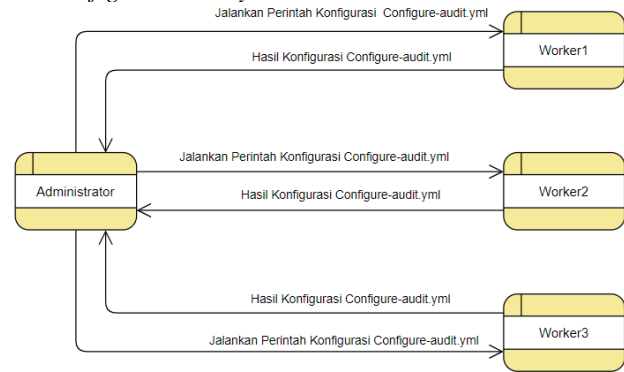 Jalankan Perintah Konfigurasi Configure-audit.yml
Worker1
Hasil Konfigurasi Configure-audit.yml
Jalankan Perintah Konfigurasi Configure-audit.yml
Administrator
Worker2
Hasil Konfigurasi Configure-audit.yml
Hasil Konfigurasi Configure-audit.yml
Worker3
Jalankan Perintah Konfigurasi Configure-audit.yml